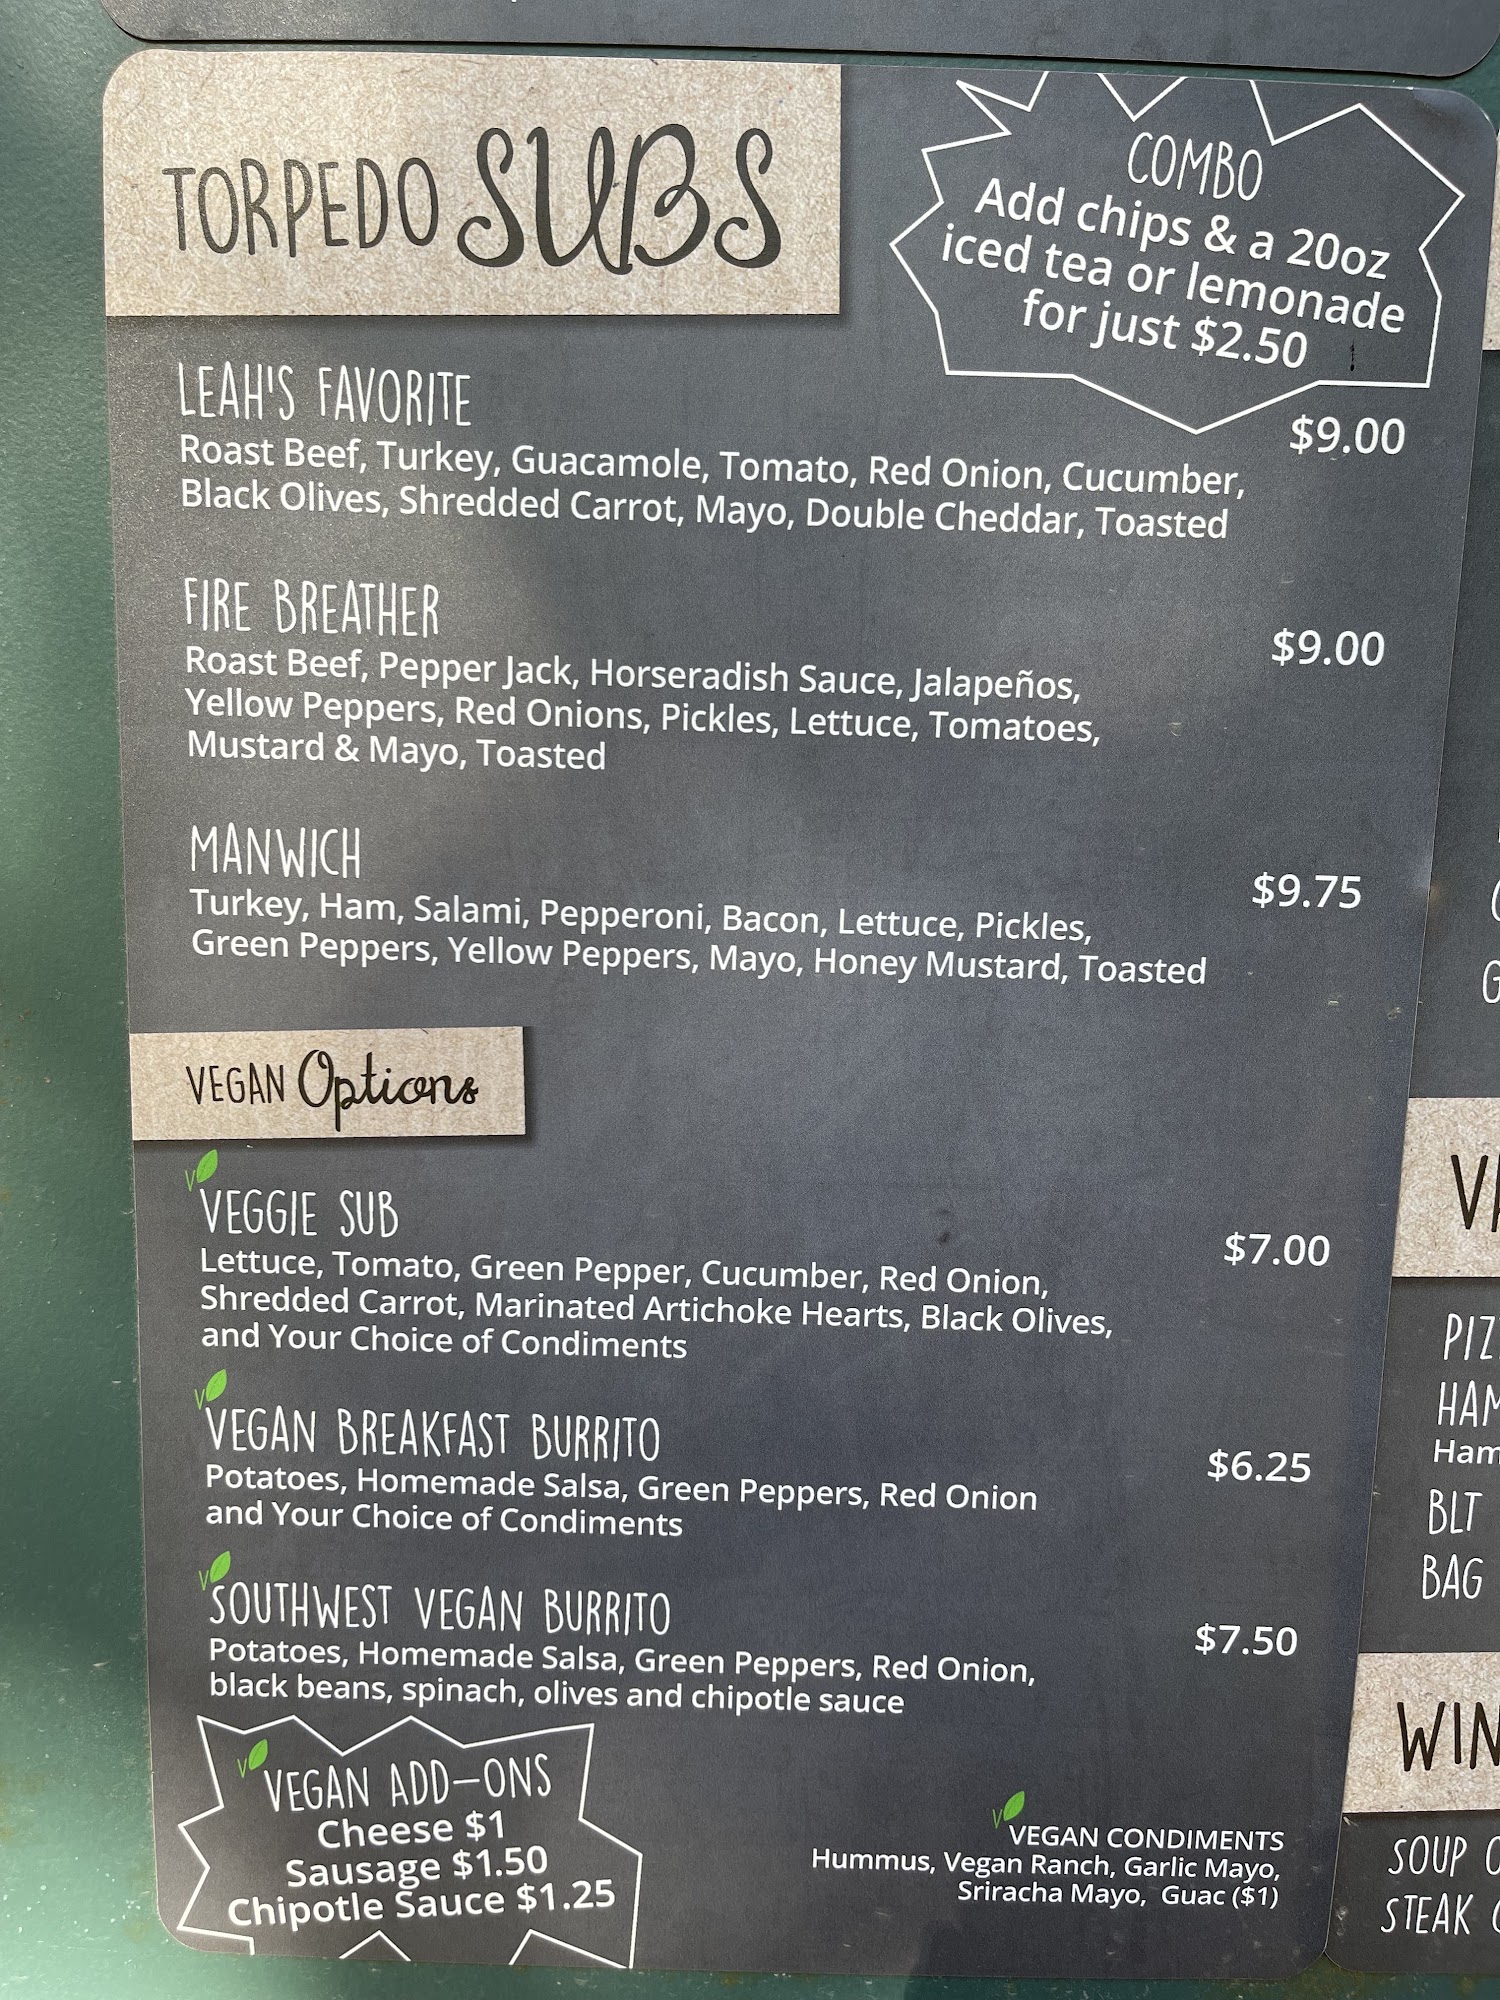 TORPEDO SUBS
COMBO
Add chips & a 20oz
iced tea or lemonade
for just $2.50
LEAH'S FAVORITE
$9.00
Roast Beef, Turkey, Guacamole, Tomato, Red Onion, Cucumber,
Black Olives, Shredded Carrot, Mayo, Double Cheddar, Toasted
FIRE BREATHER
$9.00
Roast Beef, Pepper Jack, Horseradish Sauce, Jalapeños,
Yellow Peppers, Red Onions, Pickles, Lettuce, Tomatoes,
Mustard & Mayo, Toasted
MANWICH
$9.75
Turkey, Ham, Salami, Pepperoni, Bacon, Lettuce, Pickles,
Green Peppers, Yellow Peppers, Mayo, Honey Mustard, Toasted
VEGAN Options
V
VEGGIE SUB
$7.00
Lettuce, Tomato, Green Pepper, Cucumber, Red Onion,
Shredded Carrot, Marinated Artichoke Hearts, Black Olives,
and Your Choice of Condiments
V
VEGAN BREAKFAST BURRITO
$6.25
Potatoes, Homemade Salsa, Green Peppers, Red Onion
and Your Choice of Condiments
V
SOUTHWEST VEGAN BURRITO
$7.50
Potatoes, Homemade Salsa, Green Peppers, Red Onion,
black beans, spinach, olives and chipotle sauce
V
VEGAN ADD-ONS
Cheese $1
Sausage $1.50
Chipotle Sauce $1.25
V
VEGAN CONDIMENTS
Hummus, Vegan Ranch, Garlic Mayo,
Sriracha Mayo, Guac ($1)
HAM
Ham
BLT
BAG
SOUP
STEAK